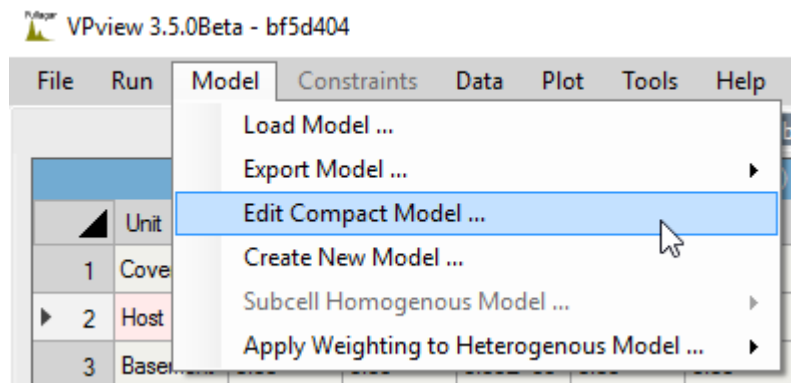 VPview 3.5.0Beta - bf5d404
File Run Model Constraints Data Plot Tools Help
Load Model ...
Export Model ...
Unit Edit Compact Model ...
1 Cove Create New Model ...
2 Host Subcell Homogenous Model ...
Apply Weighting to Heterogenous Model ...
3